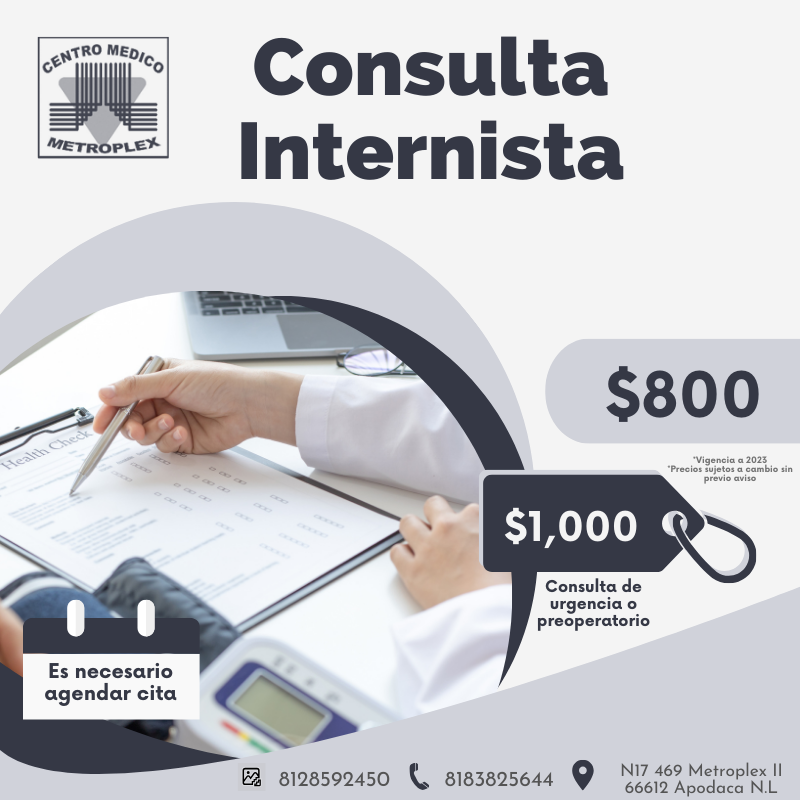 CENTRO MEDICO
METROPLEX
Consulta
Internista
$800
*Vigencia a 2023
*Precios sujetos a cambio sin
previo aviso
$1,000
Consulta de
urgencia o
preoperatorio
Health Check
Es necesario
agendar cita
8128592450
8183825644
N17 469 Metroplex II
66612 Apodaca N.L